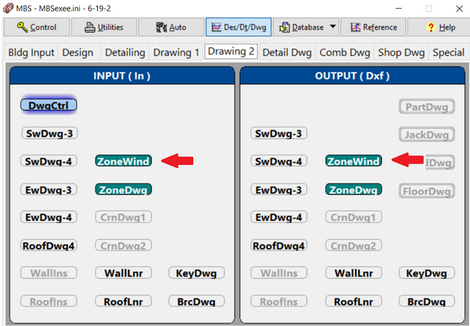 MBS - MBSexee.ini - 6-19-2
Control Utilities Auto Des/Dt/Dwg Database Reference Help
Bldg Input Design Detailing Drawing 1 Drawing 2 Detail Dwg Comb Dwg Shop Dwg Special
INPUT ( In )
DwgCtrl
SwDwg-3
SwDwg-4 ZoneWind
EwDwg-3 ZoneDwg
EwDwg-4 CrnDwg1
RoofDwg4 CrnDwg2
WallIns WallLnr KeyDwg
RoofIns RoofLnr BrcDwg
OUTPUT ( Dxf )
PartDwg
SwDwg-3 JackDwg
SwDwg-4 ZoneWind lDwg
EwDwg-3 ZoneDwg FloorDwg
EwDwg-4 CrnDwg1
RoofDwg4 CrnDwg2
WallIns WallLnr KeyDwg
RoofIns RoofLnr BrcDwg